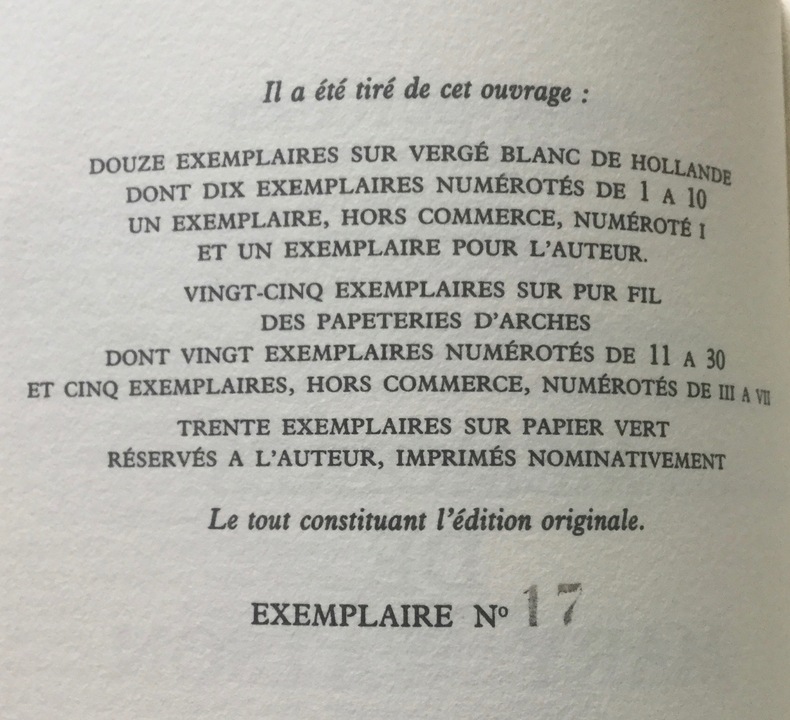 Il a été tiré de cet ouvrage :
DOUZE EXEMPLAIRES SUR VERGÉ BLANC DE HOLLANDE
DONT DIX EXEMPLAIRES NUMÉROTÉS DE 1 A 10
UN EXEMPLAIRE, HORS COMMERCE, NUMÉROTÉ I
ET UN EXEMPLAIRE POUR L'AUTEUR.
VINGT-CINQ EXEMPLAIRES SUR PUR FIL
DES PAPETERIES D'ARCHES
DONT VINGT EXEMPLAIRES NUMÉROTÉS DE 11 A 30
ET CINQ EXEMPLAIRES, HORS COMMERCE, NUMÉROTÉS DE III A VII
TRENTE EXEMPLAIRES SUR PAPIER VERT
RÉSERVÉS A L'AUTEUR, IMPRIMÉS NOMINATIVEMENT
Le tout constituant l'édition originale.
EXEMPLAIRE Nº 17